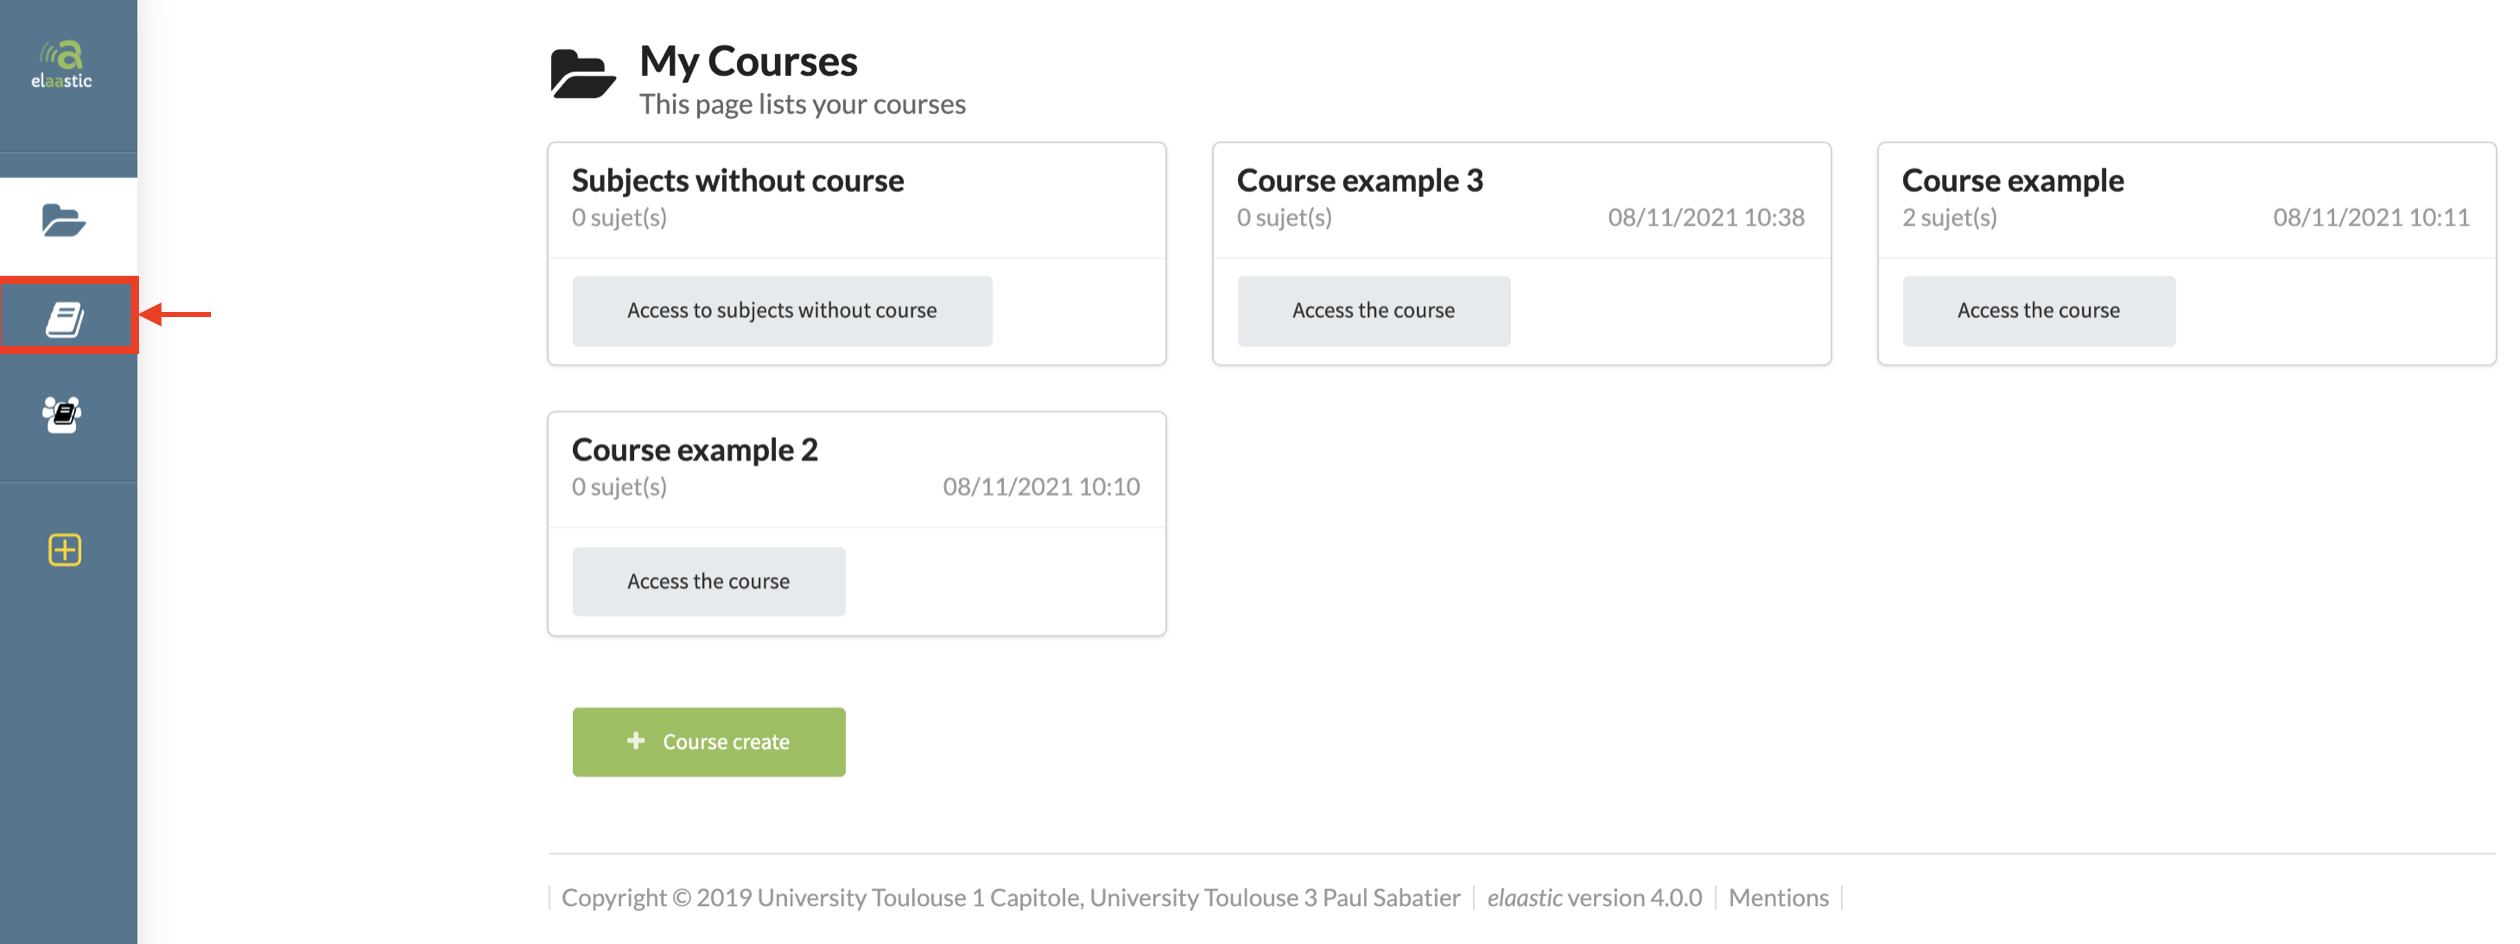 elaastic
My Courses
This page lists your courses
Subjects without course
0 sujet(s)
Access to subjects without course
Course example 3
0 sujet(s) 08/11/2021 10:38
Access the course
Course example
2 sujet(s) 08/11/2021 10:11
Access the course
Course example 2
0 sujet(s) 08/11/2021 10:10
Access the course
+ Course create
Copyright © 2019 University Toulouse 1 Capitole, University Toulouse 3 Paul Sabatier | elaastic version 4.0.0 | Mentions